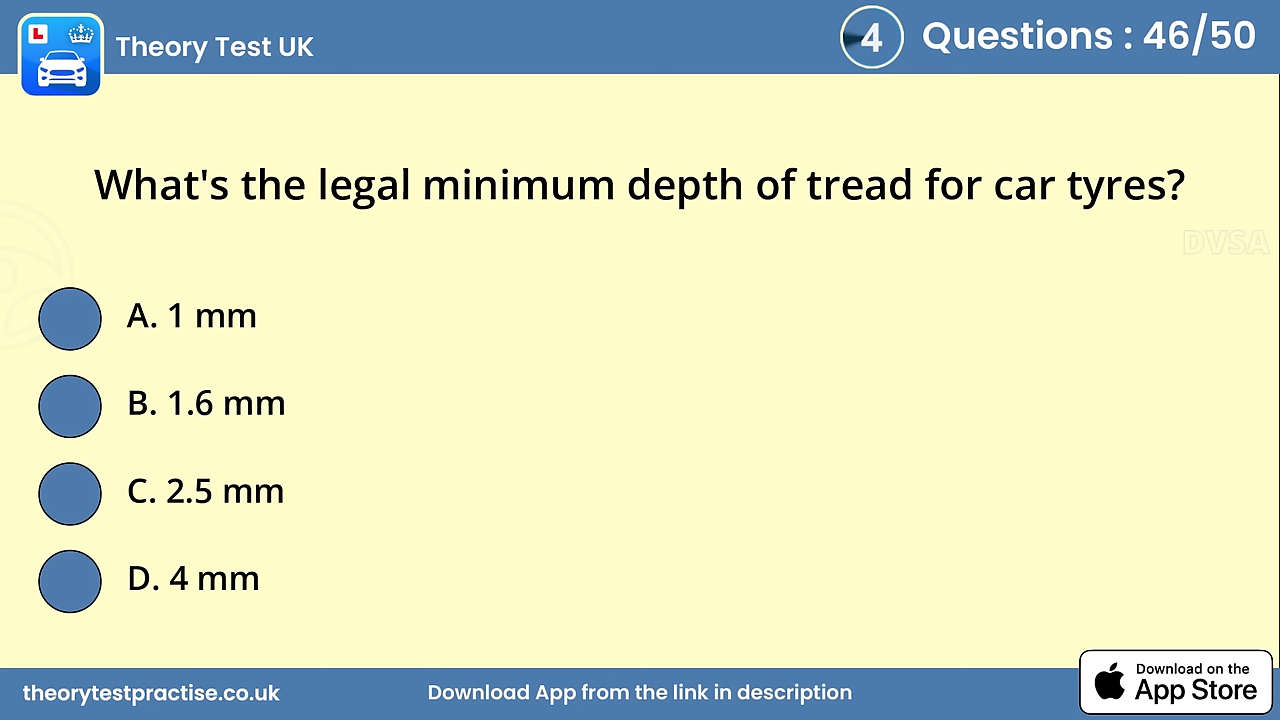 L
Theory Test UK
4
Questions : 46/50
What's the legal minimum depth of tread for car tyres?
DVSA
A. 1 mm
B. 1.6 mm
C. 2.5 mm
D. 4 mm
theorytestpractise.co.uk
Download App from the link in description
Download on the
App Store